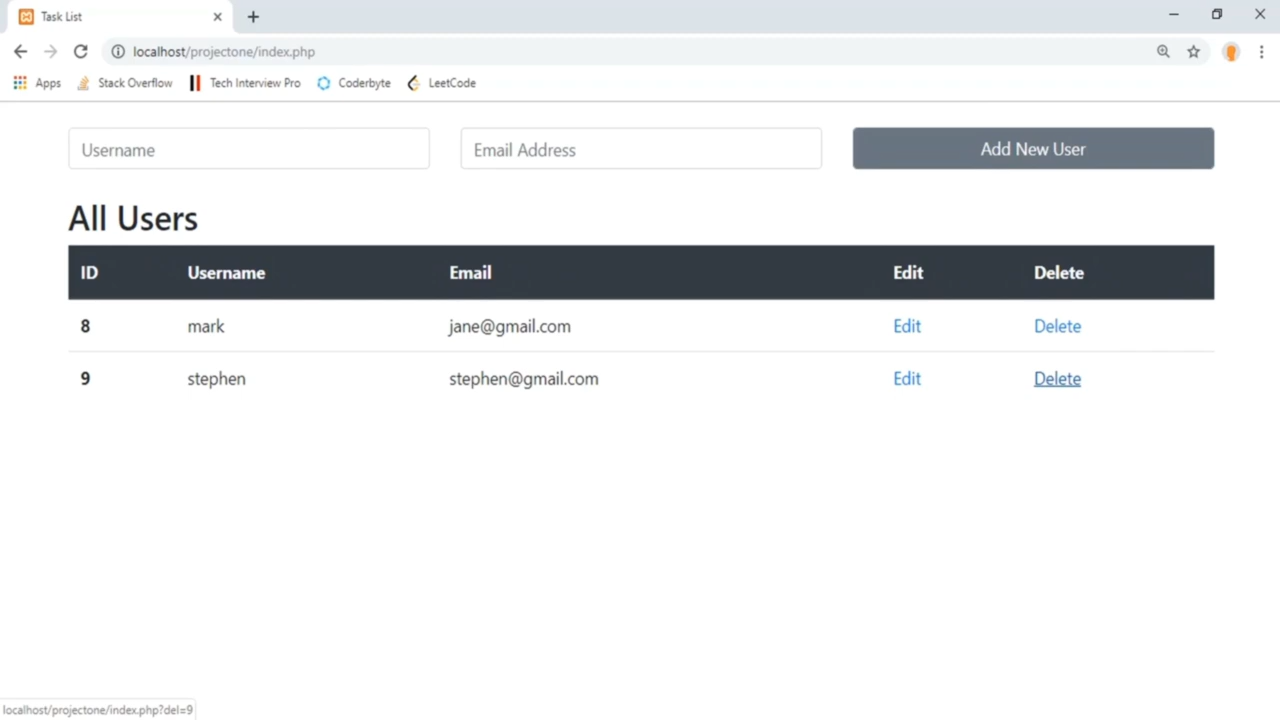 Task List
localhost/projectone/index.php
Apps Stack Overflow Tech Interview Pro Coderbyte LeetCode
Username Email Address Add New User
All Users
ID Username Email Edit Delete
8 mark jane@gmail.com Edit Delete
9 stephen stephen@gmail.com Edit Delete
localhost/projectone/index.php?del=9